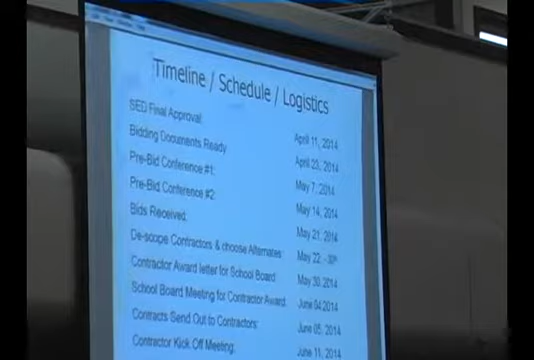 Timeline / Schedule / Logistics
SED Final Approval: April 11, 2014
Bidding Documents Ready April 23, 2014
Pre-Bid Conference #1: May 7, 2014
Pre-Bid Conference #2: May 14, 2014
Bids Received: May 21, 2014
De-scope Contractors & choose Alternates: May 22 - 30th
Contractor Award letter for School Board May 30, 2014
School Board Meeting for Contractor Award: June 04, 2014
Contracts Send Out to Contractors: June 05, 2014
Contractor Kick Off Meeting: June 11, 2014